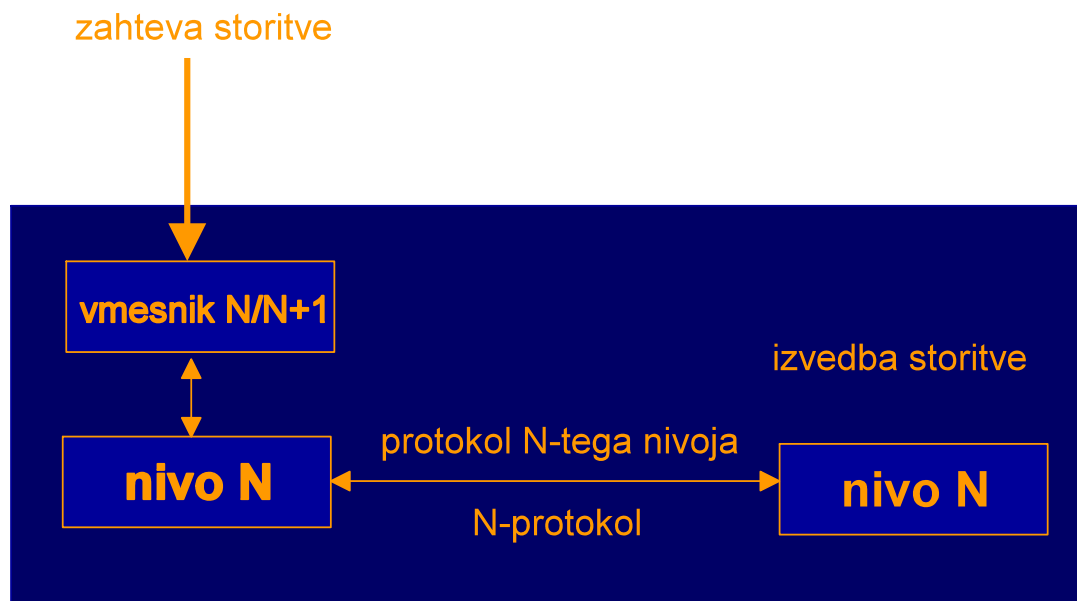 zahteva storitve
vmesnik N/N+1
izvedba storitve
protokol N-tega nivoja
nivo N
nivo N
N-protokol